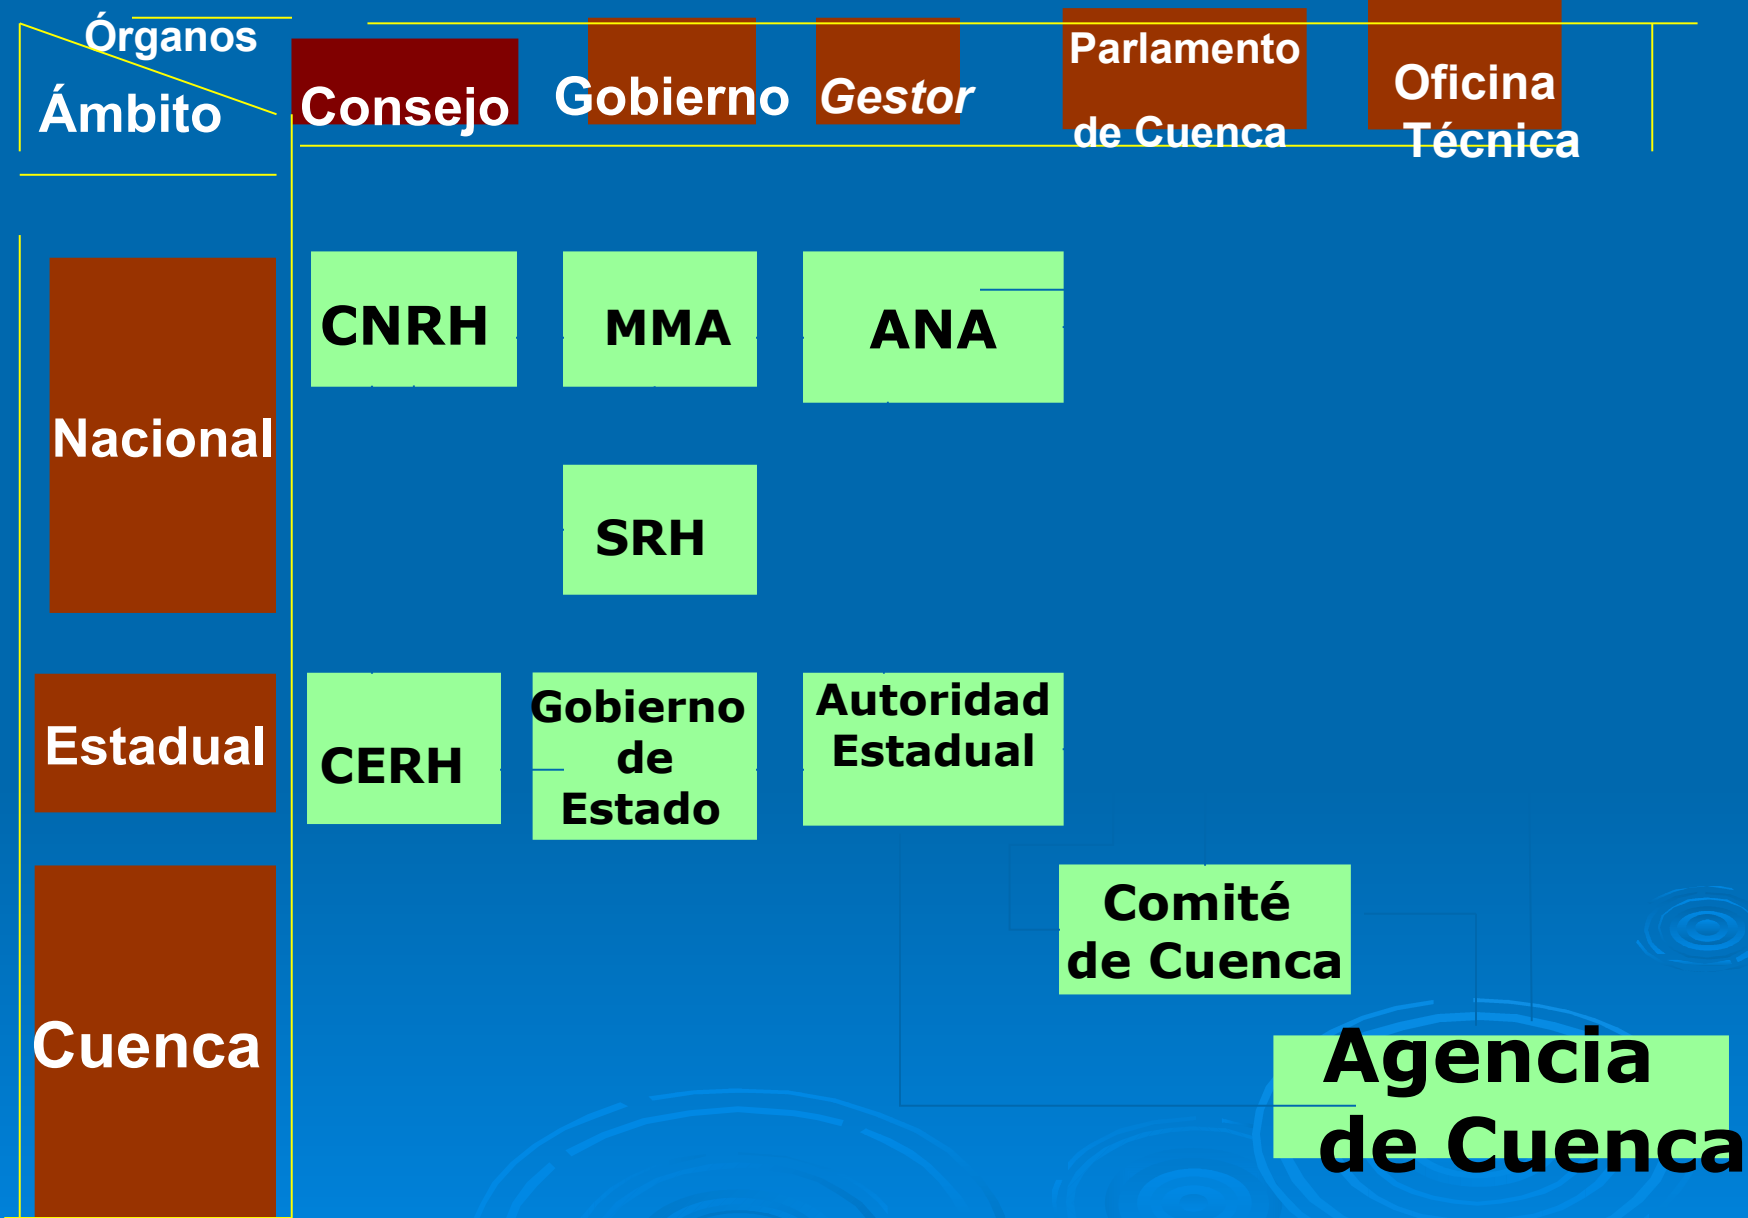 Órganos
Ámbito
Consejo
Gobierno
Gestor
Parlamento
de Cuenca
Oficina
Técnica
Nacional
CNRH
MMA
ANA
SRH
Estadual
CERH
Gobierno
de
Estado
Autoridad
Estadual
Cuenca
Comité
de Cuenca
Agencia
de Cuenca